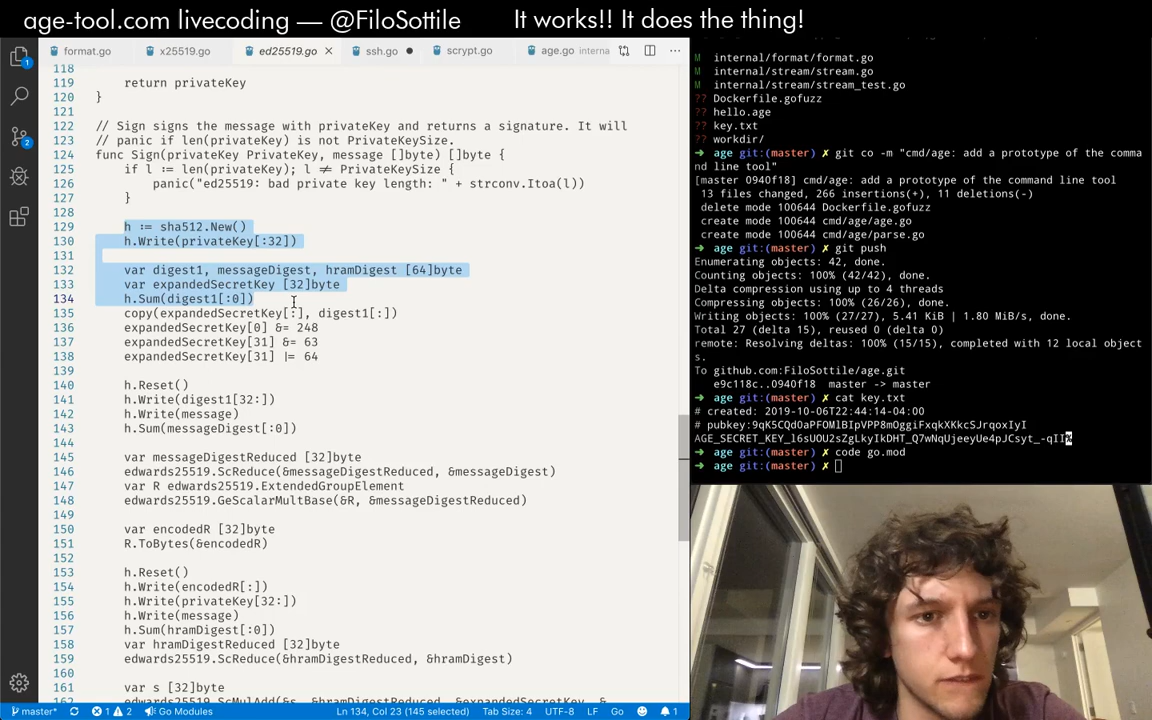 age-tool.com livecoding — @FiloSottile
It works!! It does the thing!
format.go
x25519.go
ed25519.go
ssh.go
scrypt.go
age.go interna
118
119 return privateKey
120 }
121
122 // Sign signs the message with privateKey and returns a signature. It will
123 // panic if len(privateKey) is not PrivateKeySize.
124 func Sign(privateKey PrivateKey, message []byte) []byte {
125 if l := len(privateKey); l ≠ PrivateKeySize {
126 panic("ed25519: bad private key length: " + strconv.Itoa(l))
127 }
128
129 h := sha512.New()
130 h.Write(privateKey[:32])
131
132 var digest1, messageDigest, hramDigest [64]byte
133 var expandedSecretKey [32]byte
134 h.Sum(digest1[:0])
135 copy(expandedSecretKey[:], digest1[:])
136 expandedSecretKey[0] &= 248
137 expandedSecretKey[31] &= 63
138 expandedSecretKey[31] |= 64
139
140 h.Reset()
141 h.Write(digest1[32:])
142 h.Write(message)
143 h.Sum(messageDigest[:0])
144
145 var messageDigestReduced [32]byte
146 edwards25519.ScReduce(&messageDigestReduced, &messageDigest)
147 var R edwards25519.ExtendedGroupElement
148 edwards25519.GeScalarMultBase(&R, &messageDigestReduced)
149
150 var encodedR [32]byte
151 R.ToBytes(&encodedR)
152
153 h.Reset()
154 h.Write(encodedR[:])
155 h.Write(privateKey[32:])
156 h.Write(message)
157 h.Sum(hramDigest[:0])
158 var hramDigestReduced [32]byte
159 edwards25519.ScReduce(&hramDigestReduced, &hramDigest)
160
161 var s [32]byte
master* 1 2 Go Modules
Ln 134, Col 23 (145 selected) Tab Size: 4 UTF-8 LF Go 1
M internal/format/format.go
M internal/stream/stream.go
M internal/stream/stream_test.go
?? Dockerfile.gofuzz
?? hello.age
?? key.txt
?? workdir/
➜ age git:(master) ✗ git co -m "cmd/age: add a prototype of the comma
nd line tool"
[master 0940f18] cmd/age: add a prototype of the command line tool
13 files changed, 266 insertions(+), 11 deletions(-)
delete mode 100644 Dockerfile.gofuzz
create mode 100644 cmd/age/age.go
create mode 100644 cmd/age/parse.go
➜ age git:(master) ✗ git push
Enumerating objects: 42, done.
Counting objects: 100% (42/42), done.
Delta compression using up to 4 threads
Compressing objects: 100% (26/26), done.
Writing objects: 100% (27/27), 5.41 KiB | 1.80 MiB/s, done.
Total 27 (delta 15), reused 0 (delta 0)
remote: Resolving deltas: 100% (15/15), completed with 12 local object
s.
To github.com:FiloSottile/age.git
e9c118c..0940f18 master -> master
➜ age git:(master) ✗ cat key.txt
# created: 2019-10-06T22:44:14-04:00
➜ age git:(master) ✗ code go.mod
➜ age git:(master) ✗